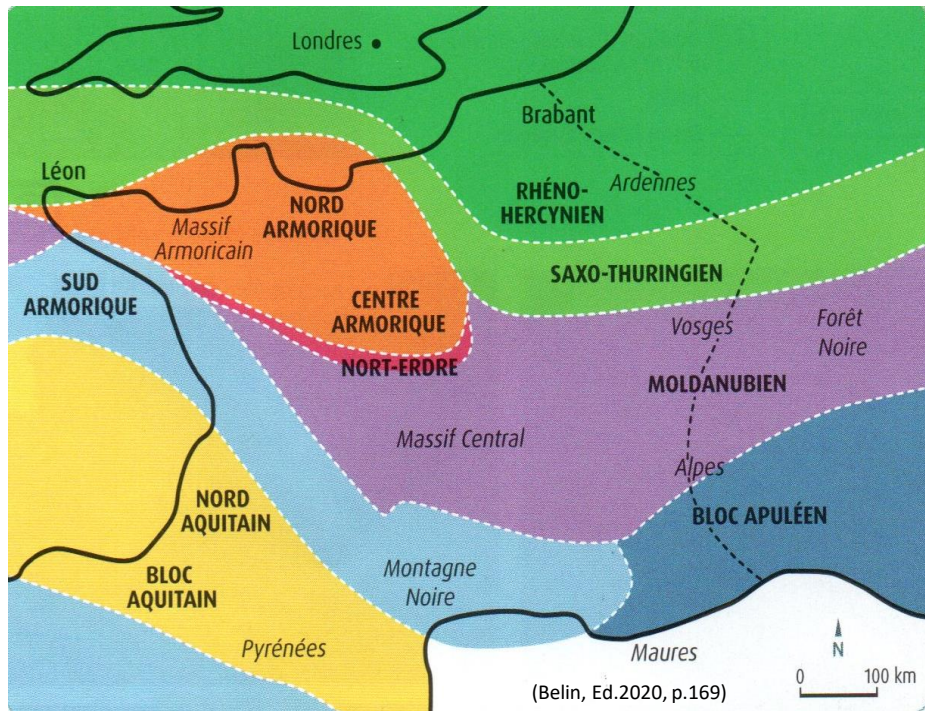 Londres
Brabant
Léon
Ardennes
RHÉNO-
HERCYNIEN
NORD
ARMORIQUE
Massif
Armoricain
SAXO-THURINGIEN
SUD
ARMORIQUE
CENTRE
ARMORIQUE
Vosges
Forêt
Noire
NORT-ERDRE
MOLDANUBIEN
Massif Central
Alpes
NORD
AQUITAIN
BLOC APULÉEN
BLOC
AQUITAIN
Montagne
Noire
Pyrénées
Maures
N
(Belin, Ed.2020, p.169)
0 100 km